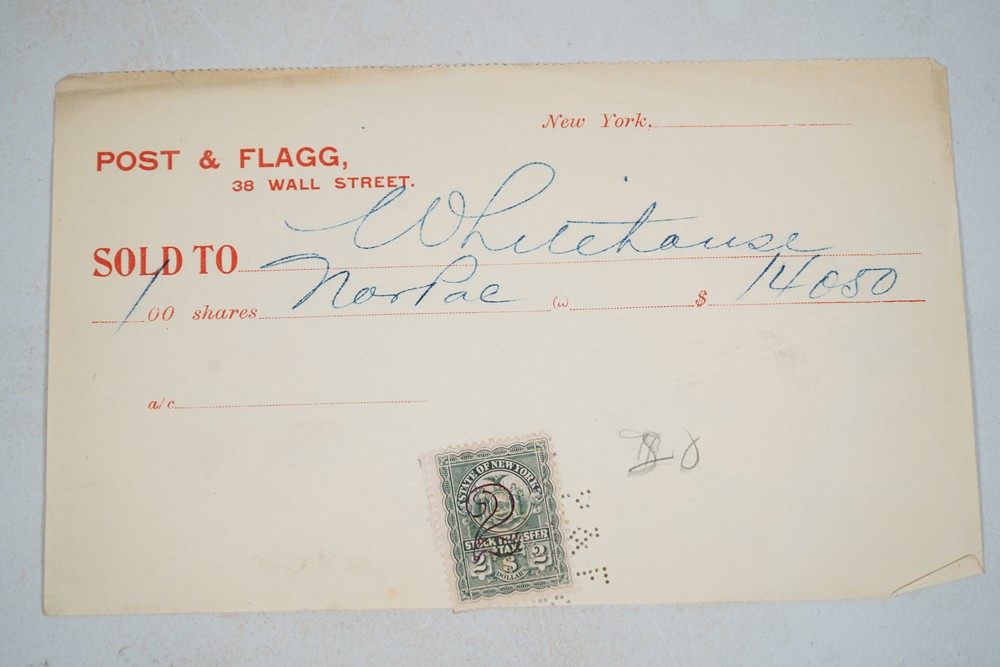 New York,
POST & FLAGG,
38 WALL STREET.
SOLD TO Whitehouse
100 shares NorPac @ $ 14050
a/c
STATE OF NEW YORK
2
STOCK TRANSFER
TAX
2 $ 2
DOLLARS